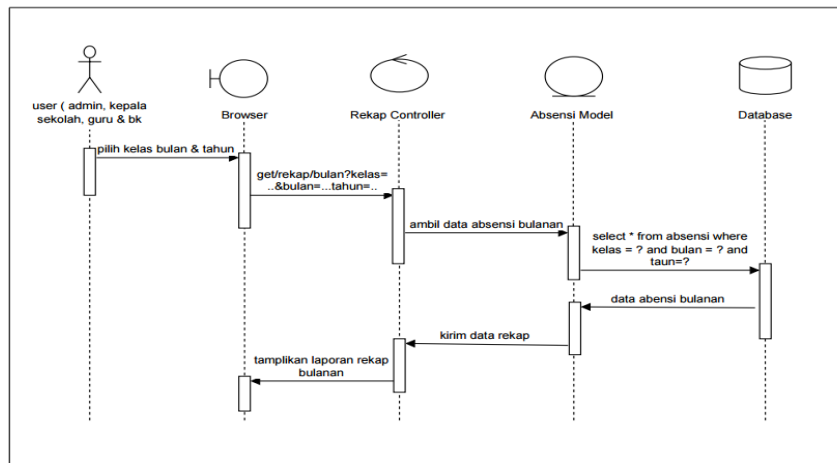 user ( admin, kepala
sekolah, guru & bk
Browser
Rekap Controller
Absensi Model
Database
pilih kelas bulan & tahun
get/rekap/bulan?kelas=
..&bulan=...tahun=..
ambil data absensi bulanan
select * from absensi where
kelas = ? and bulan = ? and
taun=?
data abensi bulanan
kirim data rekap
tamplikan laporan rekap
bulanan